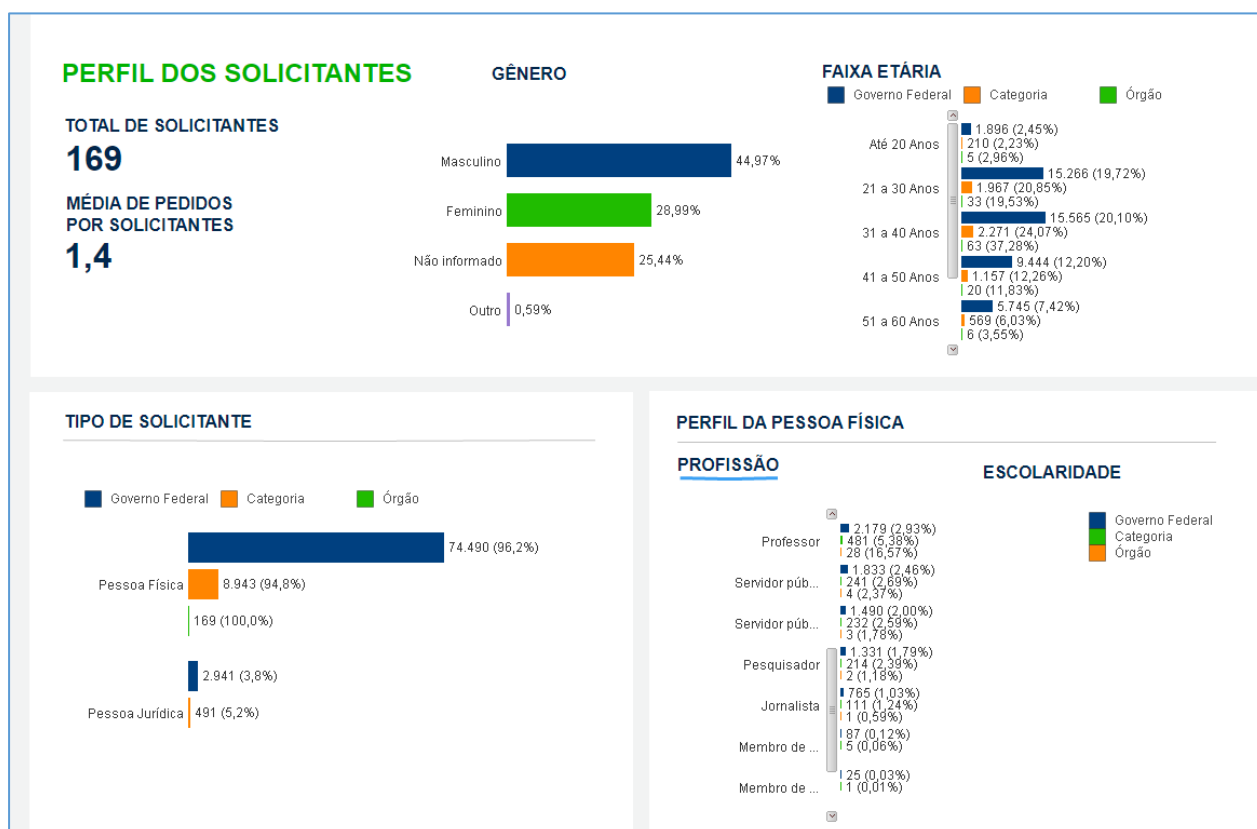 PERFIL DOS SOLICITANTES
TOTAL DE SOLICITANTES
169
MÉDIA DE PEDIDOS
POR SOLICITANTES
1,4
GÊNERO
Masculino 44,97%
Feminino 28,99%
Não informado 25,44%
Outro 0,59%
FAIXA ETÁRIA
Governo Federal Categoria Órgão
Até 20 Anos
1.896 (2,45%)
210 (2,23%)
5 (2,96%)
21 a 30 Anos
15.266 (19,72%)
1.967 (20,85%)
33 (19,53%)
31 a 40 Anos
15.565 (20,10%)
2.271 (24,07%)
63 (37,28%)
41 a 50 Anos
9.444 (12,20%)
1.157 (12,26%)
20 (11,83%)
51 a 60 Anos
5.745 (7,42%)
569 (6,03%)
6 (3,55%)
TIPO DE SOLICITANTE
Governo Federal Categoria Órgão
Pessoa Física
74.490 (96,2%)
8.943 (94,8%)
169 (100,0%)
Pessoa Jurídica
2.941 (3,8%)
491 (5,2%)
PERFIL DA PESSOA FÍSICA
PROFISSÃO
Professor
2.179 (2,93%)
481 (5,38%)
28 (16,57%)
Servidor púb...
1.833 (2,46%)
241 (2,69%)
4 (2,37%)
Servidor púb...
1.490 (2,00%)
232 (2,59%)
3 (1,78%)
Pesquisador
1.331 (1,79%)
214 (2,39%)
2 (1,18%)
Jornalista
765 (1,03%)
111 (1,24%)
1 (0,59%)
Membro de ...
87 (0,12%)
5 (0,06%)
Membro de ...
25 (0,03%)
1 (0,01%)
ESCOLARIDADE
Governo Federal
Categoria
Órgão